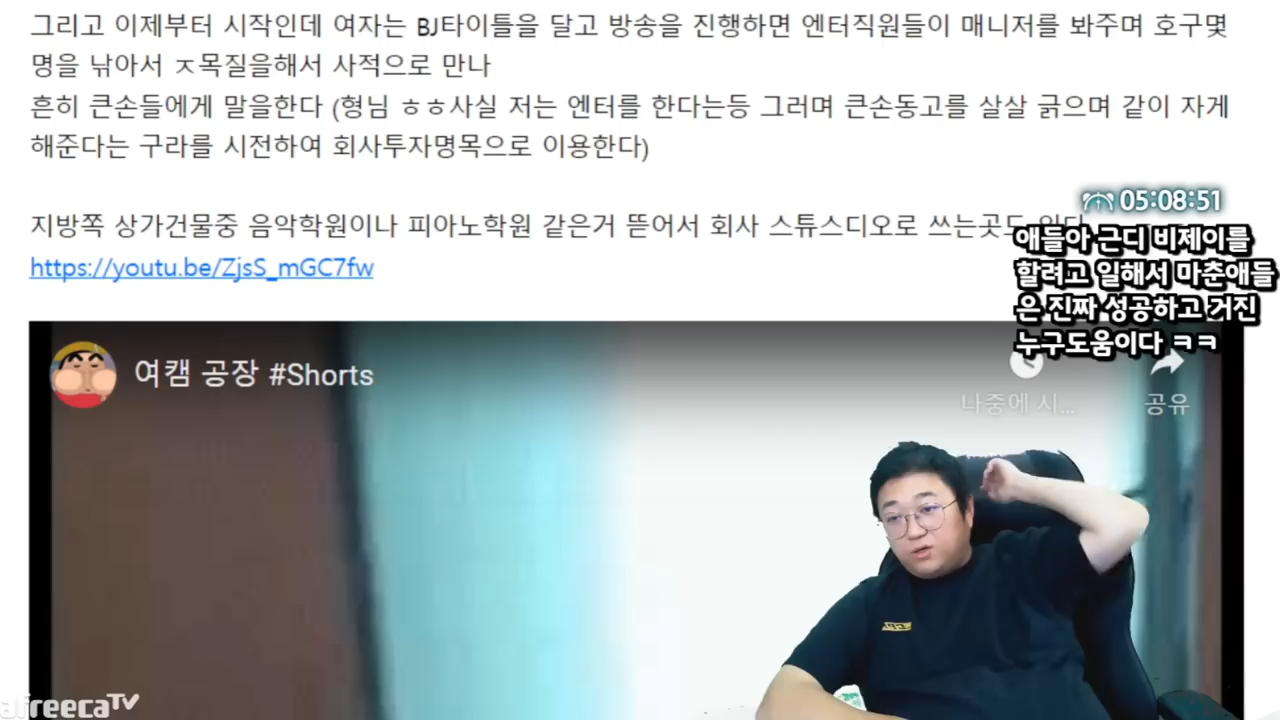 그리고 이제부터 시작인데 여자는 BJ타이틀을 달고 방송을 진행하면 엔터직원들이 매니저를 봐주며 호구몇
명을 낚아서 ㅈ목질을해서 사적으로 만나
흔히 큰손들에게 말을한다 (형님 ㅎㅎ사실 저는 엔터를 한다는등 그러며 큰손동고를 살살 긁으며 같이 자게
해준다는 구라를 시전하여 회사투자명목으로 이용한다)
지방쪽 상가건물중 음악학원이나 피아노학원 같은거 뜯어서 회사 스튜스디오로 쓰는곳도
https://youtu.be/ZjsS_mGC7fw
05:08:51
애들아 근디 비제이를
할려고 일해서 마춘애들
은 진짜 성공하고 거진
누구도움이다 ㅋㅋ
여캠 공장 #Shorts
나중에 시...
공유
afreecaTV